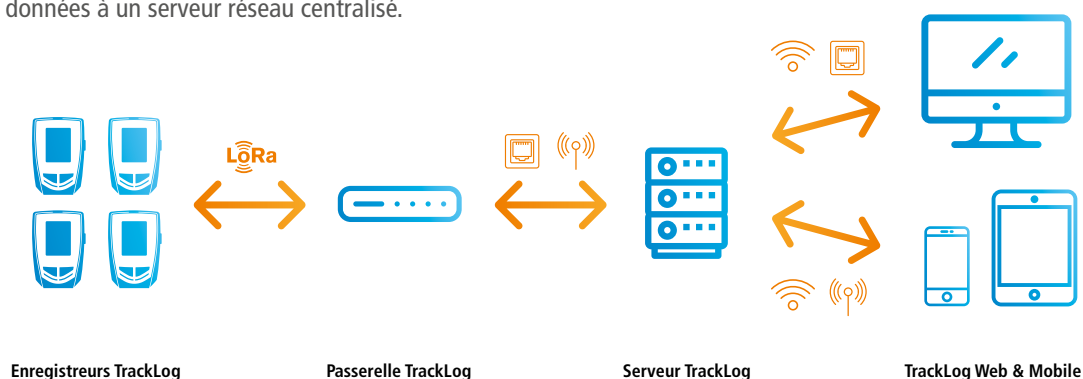 données à un serveur réseau centralisé.
LoRa
Enregistreurs TrackLog
Passerelle TrackLog
Serveur TrackLog
TrackLog Web & Mobile